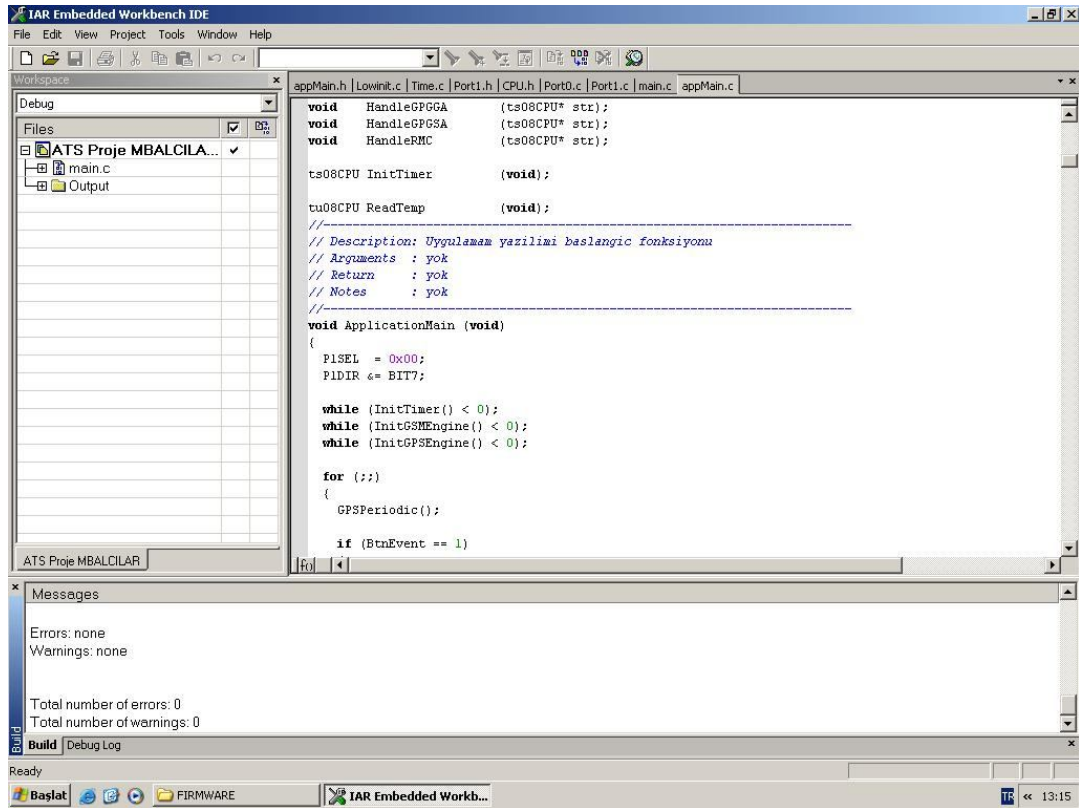 IAR Embedded Workbench IDE
File Edit View Project Tools Window Help
Workspace
Debug
Files
ATS Proje MBALCILA...
main.c
Output
ATS Proje MBALCILAR
appMain.h | Lowinit.c | Time.c | Port1.h | CPU.h | Port0.c | Port1.c | main.c appMain.c
void HandleGPGGA (ts08CPU* str);
void HandleGPGSA (ts08CPU* str);
void HandleRMC (ts08CPU* str);
ts08CPU InitTimer (void);
tu08CPU ReadTemp (void);
//------------------------------------------------------------------------------
// Description: Uygulamam yazilimi baslangic fonksiyonu
// Arguments : yok
// Return : yok
// Notes : yok
//------------------------------------------------------------------------------
void ApplicationMain (void)
{
P1SEL = 0x00;
P1DIR &= BIT7;
while (InitTimer() < 0);
while (InitGSMEngine() < 0);
while (InitGPSEngine() < 0);
for (;;)
{
GPSPeriodic();
if (BtnEvent == 1)
f()
Messages
Errors: none
Warnings: none
Total number of errors: 0
Total number of warnings: 0
Build
Build Debug Log
Ready
Başlat FIRMWARE IAR Embedded Workb... TR « 13:15